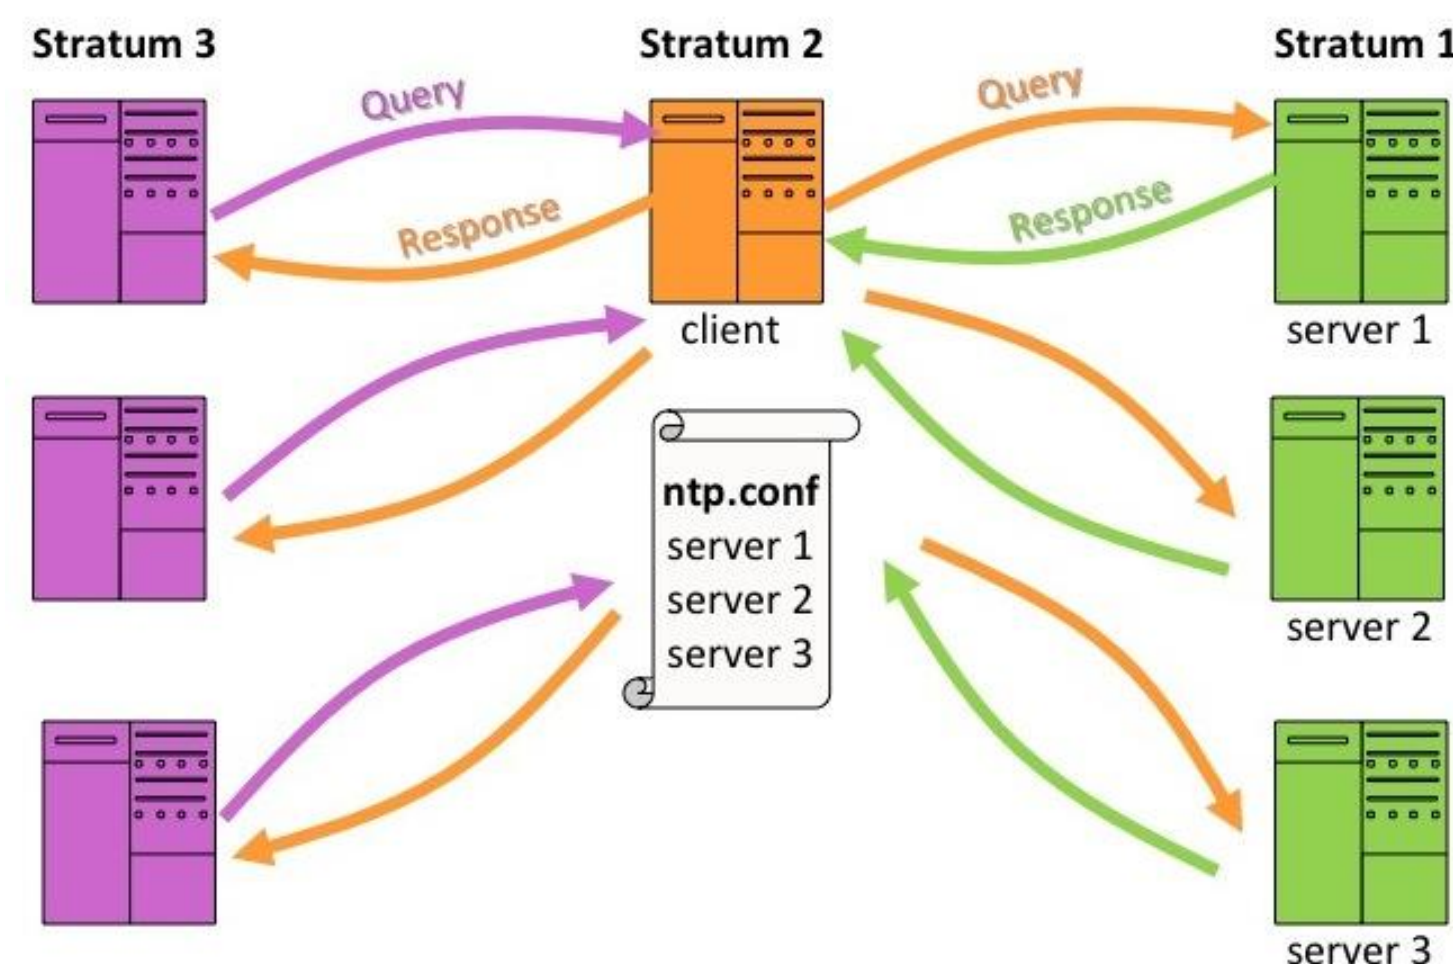 Stratum 3
Stratum 2
Stratum 1
Query
Query
Response
Response
client
server 1
ntp.conf
server 1
server 2
server 3
server 2
server 3